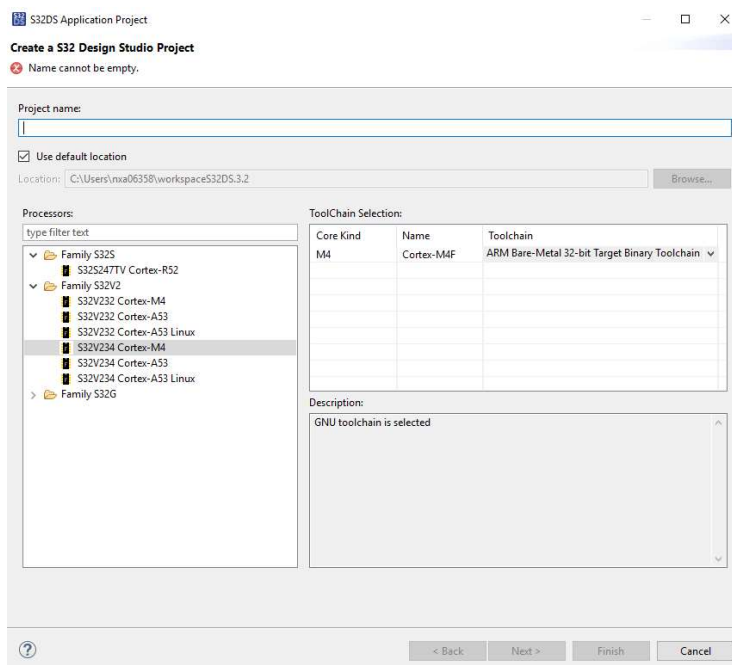 S32DS Application Project
Create a S32 Design Studio Project
Name cannot be empty.
Project name:
Use default location
Location: C:\Users\nxa06358\workspaceS32DS.3.2 Browse...
Processors:
type filter text
Family S32S
S32S247TV Cortex-R52
Family S32V2
S32V232 Cortex-M4
S32V232 Cortex-A53
S32V232 Cortex-A53 Linux
S32V234 Cortex-M4
S32V234 Cortex-A53
S32V234 Cortex-A53 Linux
Family S32G
ToolChain Selection:
Core Kind Name Toolchain
M4 Cortex-M4F ARM Bare-Metal 32-bit Target Binary Toolchain
Description:
GNU toolchain is selected
? < Back Next > Finish Cancel